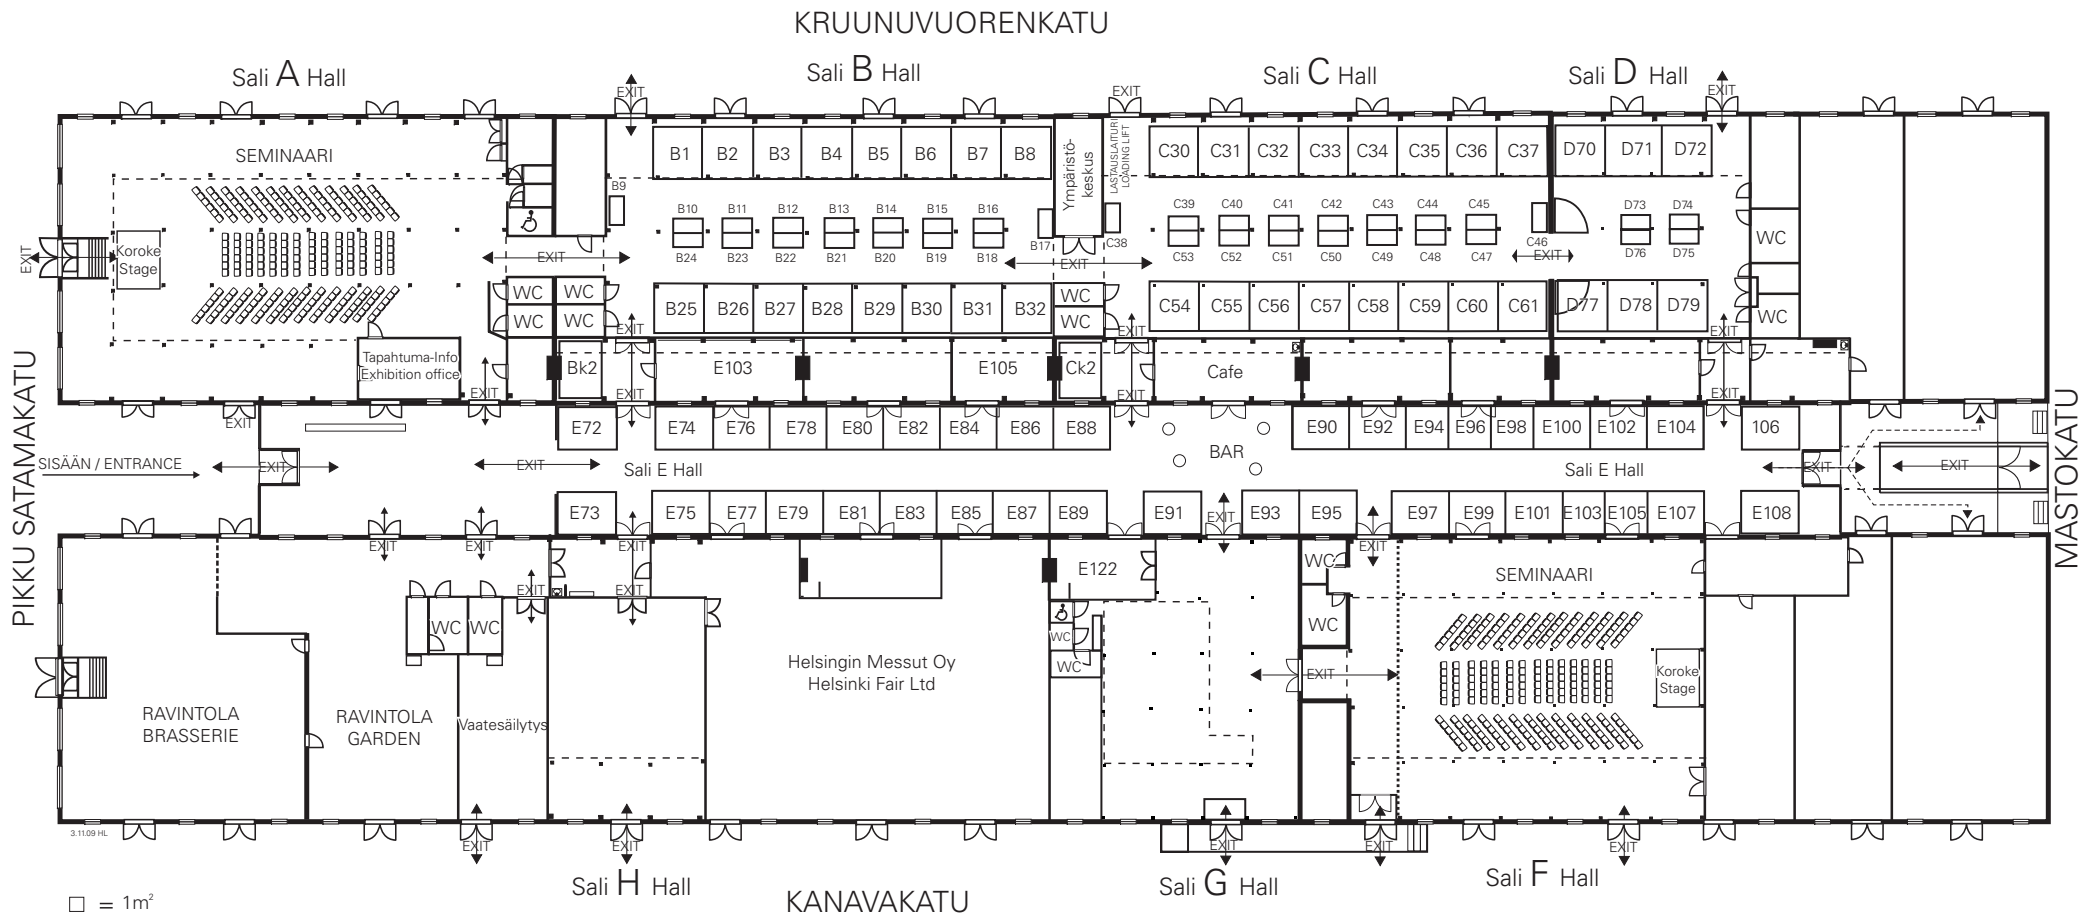 KRUUNUVUORENKATU
Sali A Hall
Sali B Hall
Sali C Hall
Sali D Hall
EXIT
EXIT
EXIT
SEMINAARI
B1 B2 B3 B4 B5 B6 B7 B8
Ympäristö-
keskus
LASTAUSLAITURI
LOADING LIFT
C30 C31 C32 C33 C34 C35 C36 C37
D70 D71 D72
B9
B10 B11 B12 B13 B14 B15 B16
B17
C38
C39 C40 C41 C42 C43 C44 C45
C46
D73 D74
EXIT
Koroke
Stage
EXIT
B24 B23 B22 B21 B20 B19 B18
EXIT
C53 C52 C51 C50 C49 C48 C47
EXIT
D76 D75
WC
WC WC
WC WC
B25 B26 B27 B28 B29 B30 B31 B32
WC
WC
C54 C55 C56 C57 C58 C59 C60 C61
D77 D78 D79
WC
EXIT
EXIT
EXIT
Tapahtuma-Info
Exhibition office
EXIT
Bk2
EXIT
E103
E105
Ck2
EXIT
Cafe
EXIT
PIKKU SATAMAKATU
MASTOKATU
EXIT
E72 E74 E76 E78 E80 E82 E84 E86 E88
BAR
E90 E92 E94 E96 E98 E100 E102 E104 106
SISÄÄN / ENTRANCE
EXIT
EXIT
Sali E Hall
Sali E Hall
EXIT
EXIT
E73 E75 E77 E79 E81 E83 E85 E87 E89 E91
EXIT
E93 E95 E97 E99 E101 E103 E105 E107 E108
EXIT
EXIT
EXIT
EXIT
EXIT
EXIT
E122
WC
SEMINAARI
WC WC
WC
WC
WC
Helsingin Messut Oy
Helsinki Fair Ltd
EXIT
Koroke
Stage
RAVINTOLA
BRASSERIE
RAVINTOLA
GARDEN
Vaatesäilytys
3.11.09 HL
EXIT
EXIT
EXIT
EXIT
EXIT
Sali H Hall
Sali G Hall
Sali F Hall
KANAVAKATU
= 1m²